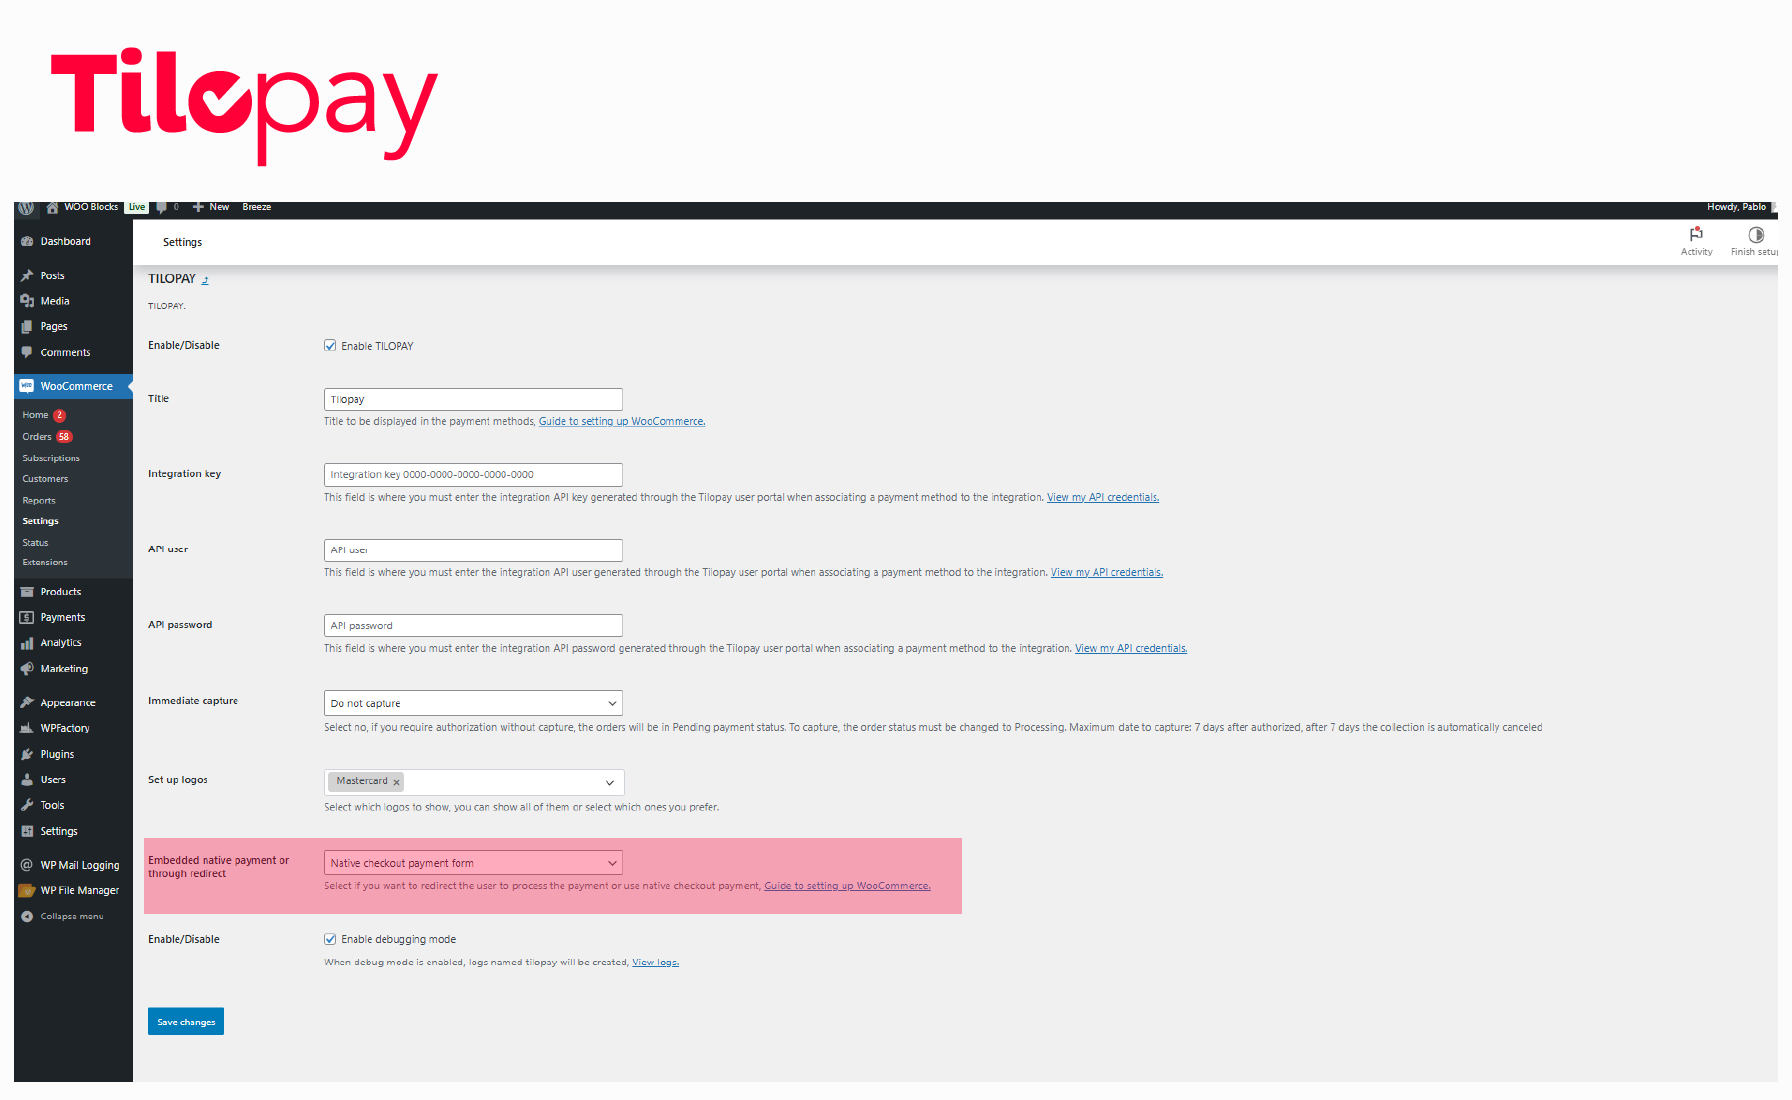 Tilopay
WOO Blocks Live 0 New Breeze Howdy, Pablo
Dashboard
Posts
Media
Pages
Comments
WooCommerce
Home 2
Orders 58
Subscriptions
Customers
Reports
Settings
Status
Extensions
Products
Payments
Analytics
Marketing
Appearance
WPFactory
Plugins
Users
Tools
Settings
WP Mail Logging
WP File Manager
Collapse menu
Settings
Activity
Finish setup
TILOPAY
TILOPAY.
Enable/Disable Enable TILOPAY
Title Tilopay
Title to be displayed in the payment methods, Guide to setting up WooCommerce.
Integration key Integration key 0000-0000-0000-0000-0000
This field is where you must enter the integration API key generated through the Tilopay user portal when associating a payment method to the integration. View my API credentials.
API user API user
This field is where you must enter the integration API user generated through the Tilopay user portal when associating a payment method to the integration. View my API credentials.
API password API password
This field is where you must enter the integration API password generated through the Tilopay user portal when associating a payment method to the integration. View my API credentials.
Immediate capture Do not capture
Select no, if you require authorization without capture, the orders will be in Pending payment status. To capture, the order status must be changed to Processing. Maximum date to capture: 7 days after authorized, after 7 days the collection is automatically canceled
Set up logos Mastercard ×
Select which logos to show, you can show all of them or select which ones you prefer.
Embedded native payment or
through redirect
Native checkout payment form
Select if you want to redirect the user to process the payment or use native checkout payment, Guide to setting up WooCommerce.
Enable/Disable Enable debugging mode
When debug mode is enabled, logs named tilopay will be created, View logs.
Save changes